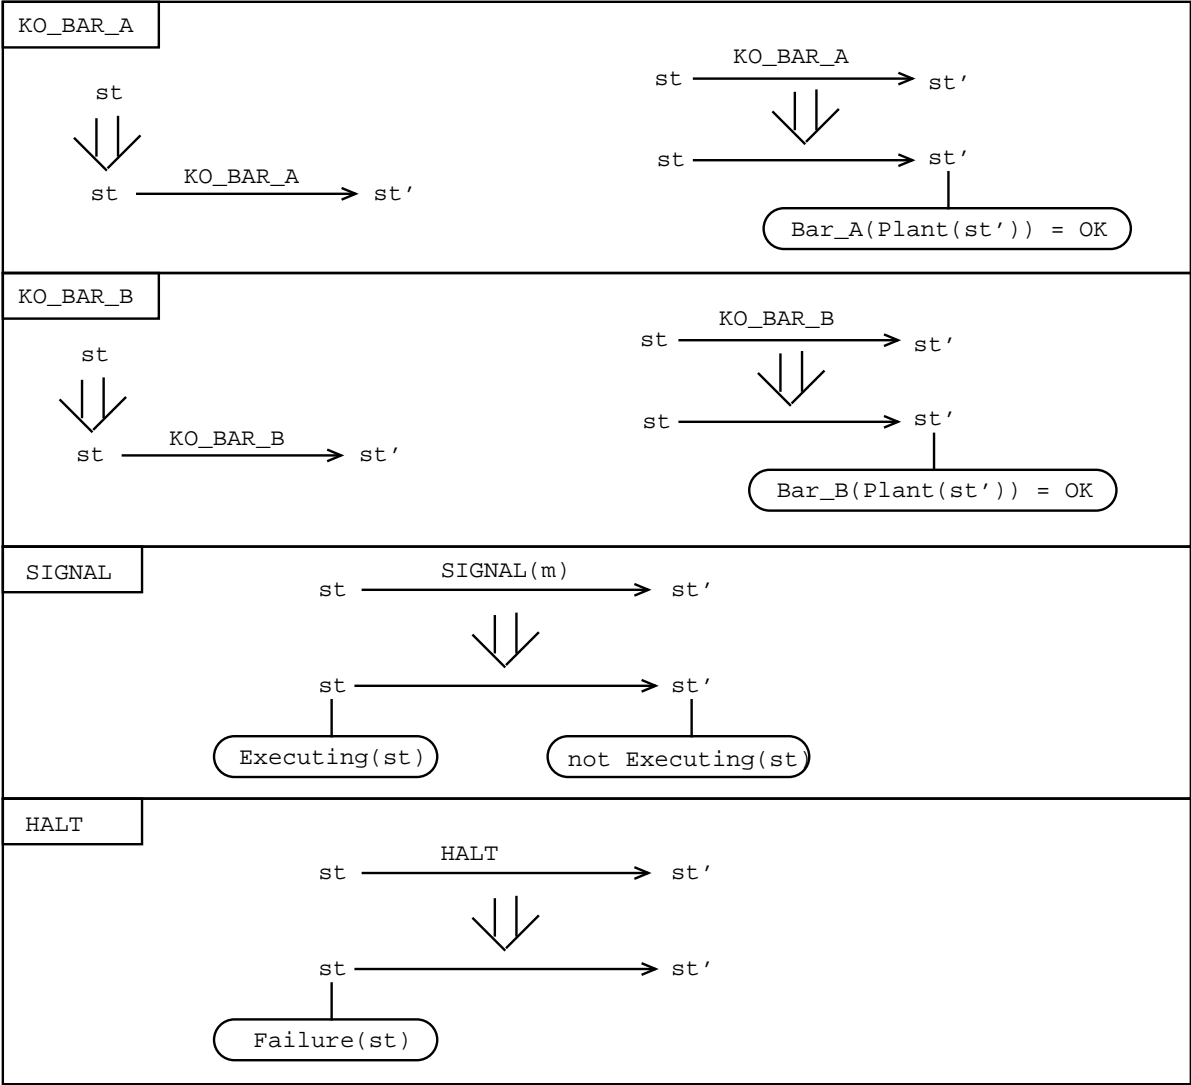 KO_BAR_A
KO_BAR_A
st st'
st
st st'
KO_BAR_A
st st'
Bar_A(Plant(st')) = OK
KO_BAR_B
KO_BAR_B
st st'
st
st st'
KO_BAR_B
st st'
Bar_B(Plant(st')) = OK
SIGNAL
SIGNAL(m)
st st'
st st'
Executing(st) not Executing(st)
HALT
HALT
st st'
st st'
Failure(st)